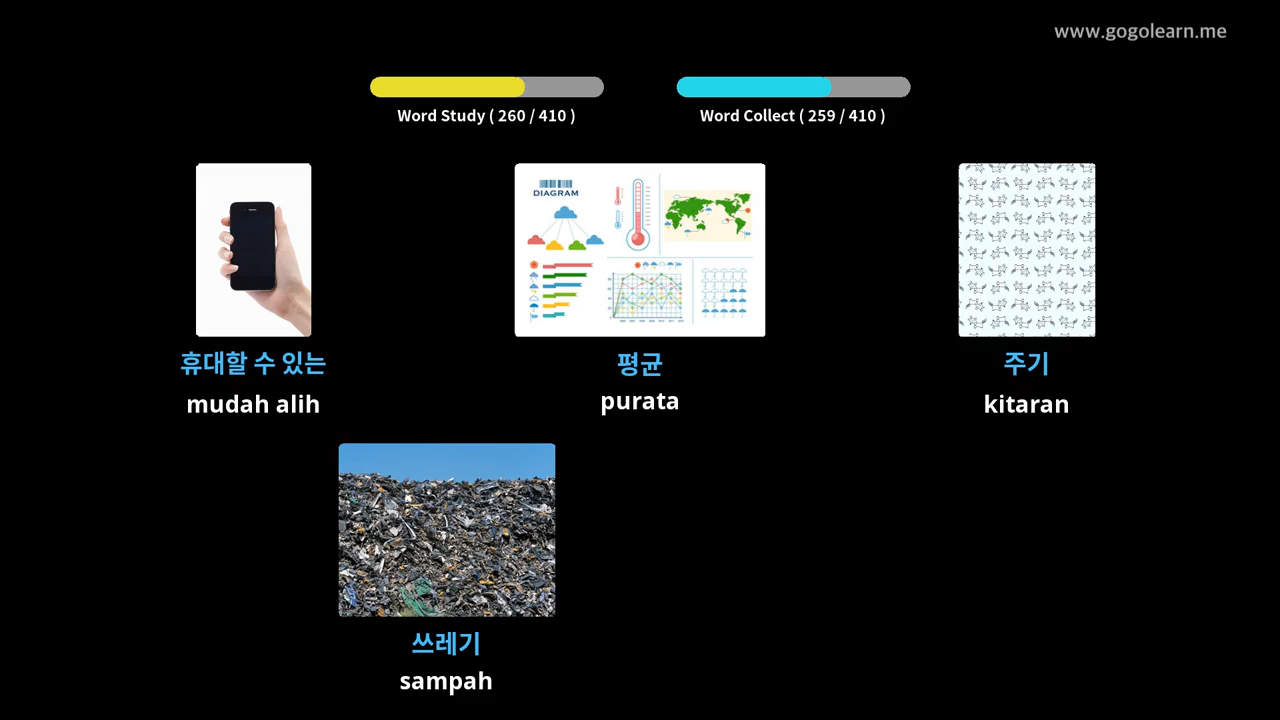 www.gogolearn.me
Word Study ( 260 / 410 )
Word Collect ( 259 / 410 )
DIAGRAM
휴대할 수 있는
mudah alih
평균
purata
주기
kitaran
쓰레기
sampah